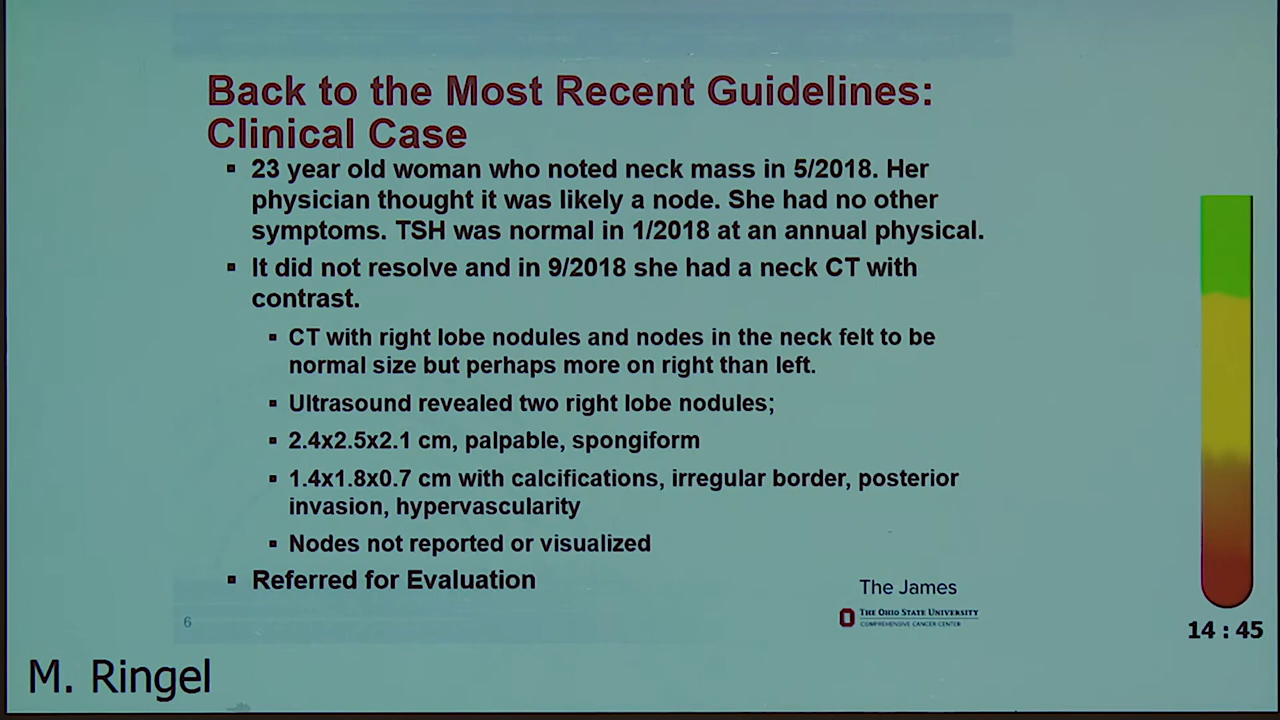 Back to the Most Recent Guidelines:
Clinical Case
▪ 23 year old woman who noted neck mass in 5/2018. Her
physician thought it was likely a node. She had no other
symptoms. TSH was normal in 1/2018 at an annual physical.
▪ It did not resolve and in 9/2018 she had a neck CT with
contrast.
▪ CT with right lobe nodules and nodes in the neck felt to be
normal size but perhaps more on right than left.
▪ Ultrasound revealed two right lobe nodules;
▪ 2.4x2.5x2.1 cm, palpable, spongiform
▪ 1.4x1.8x0.7 cm with calcifications, irregular border, posterior
invasion, hypervascularity
▪ Nodes not reported or visualized
▪ Referred for Evaluation
The James
THE OHIO STATE UNIVERSITY
COMPREHENSIVE CANCER CENTER
6
14 : 45
M. Ringel